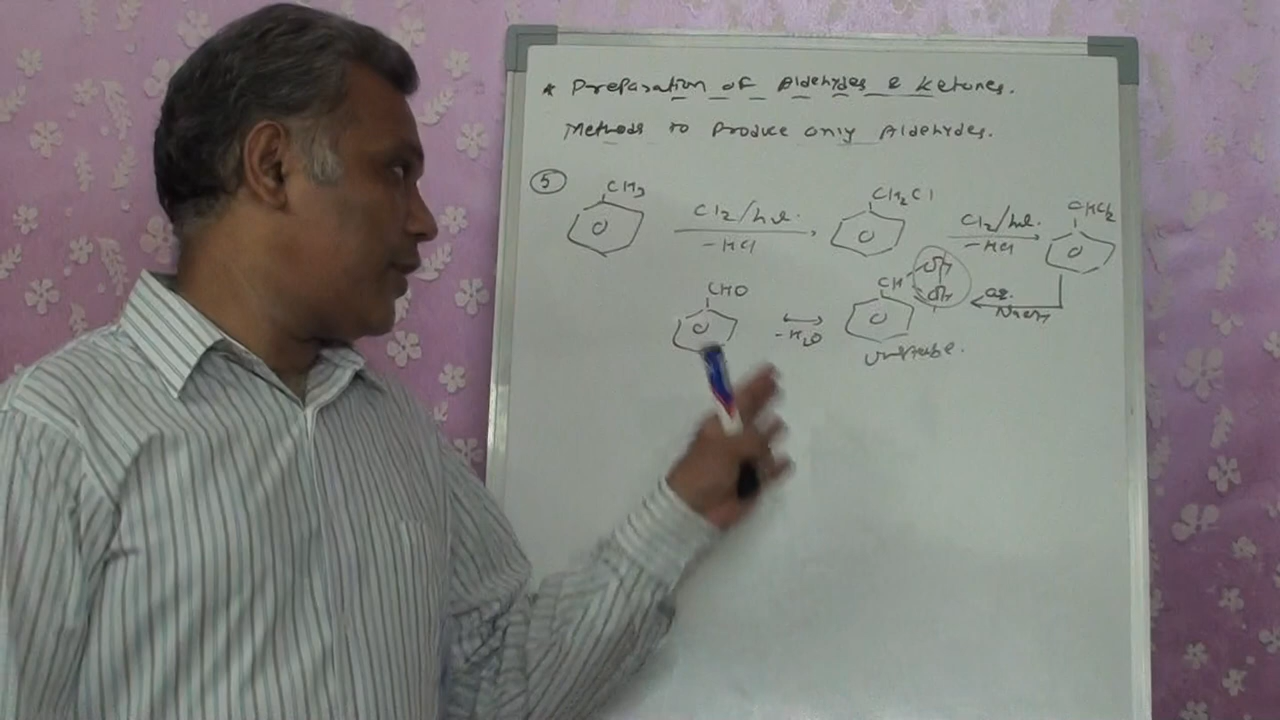 * Preparation of Aldehydes & Ketones.
Methods to Produce only Aldehydes.
5
CH3 Cl2/hν. CH2Cl Cl2/hν. CHCl2
-HCl -HCl
CHO CH OH OH aq. NaOH
-H2O
unstable.